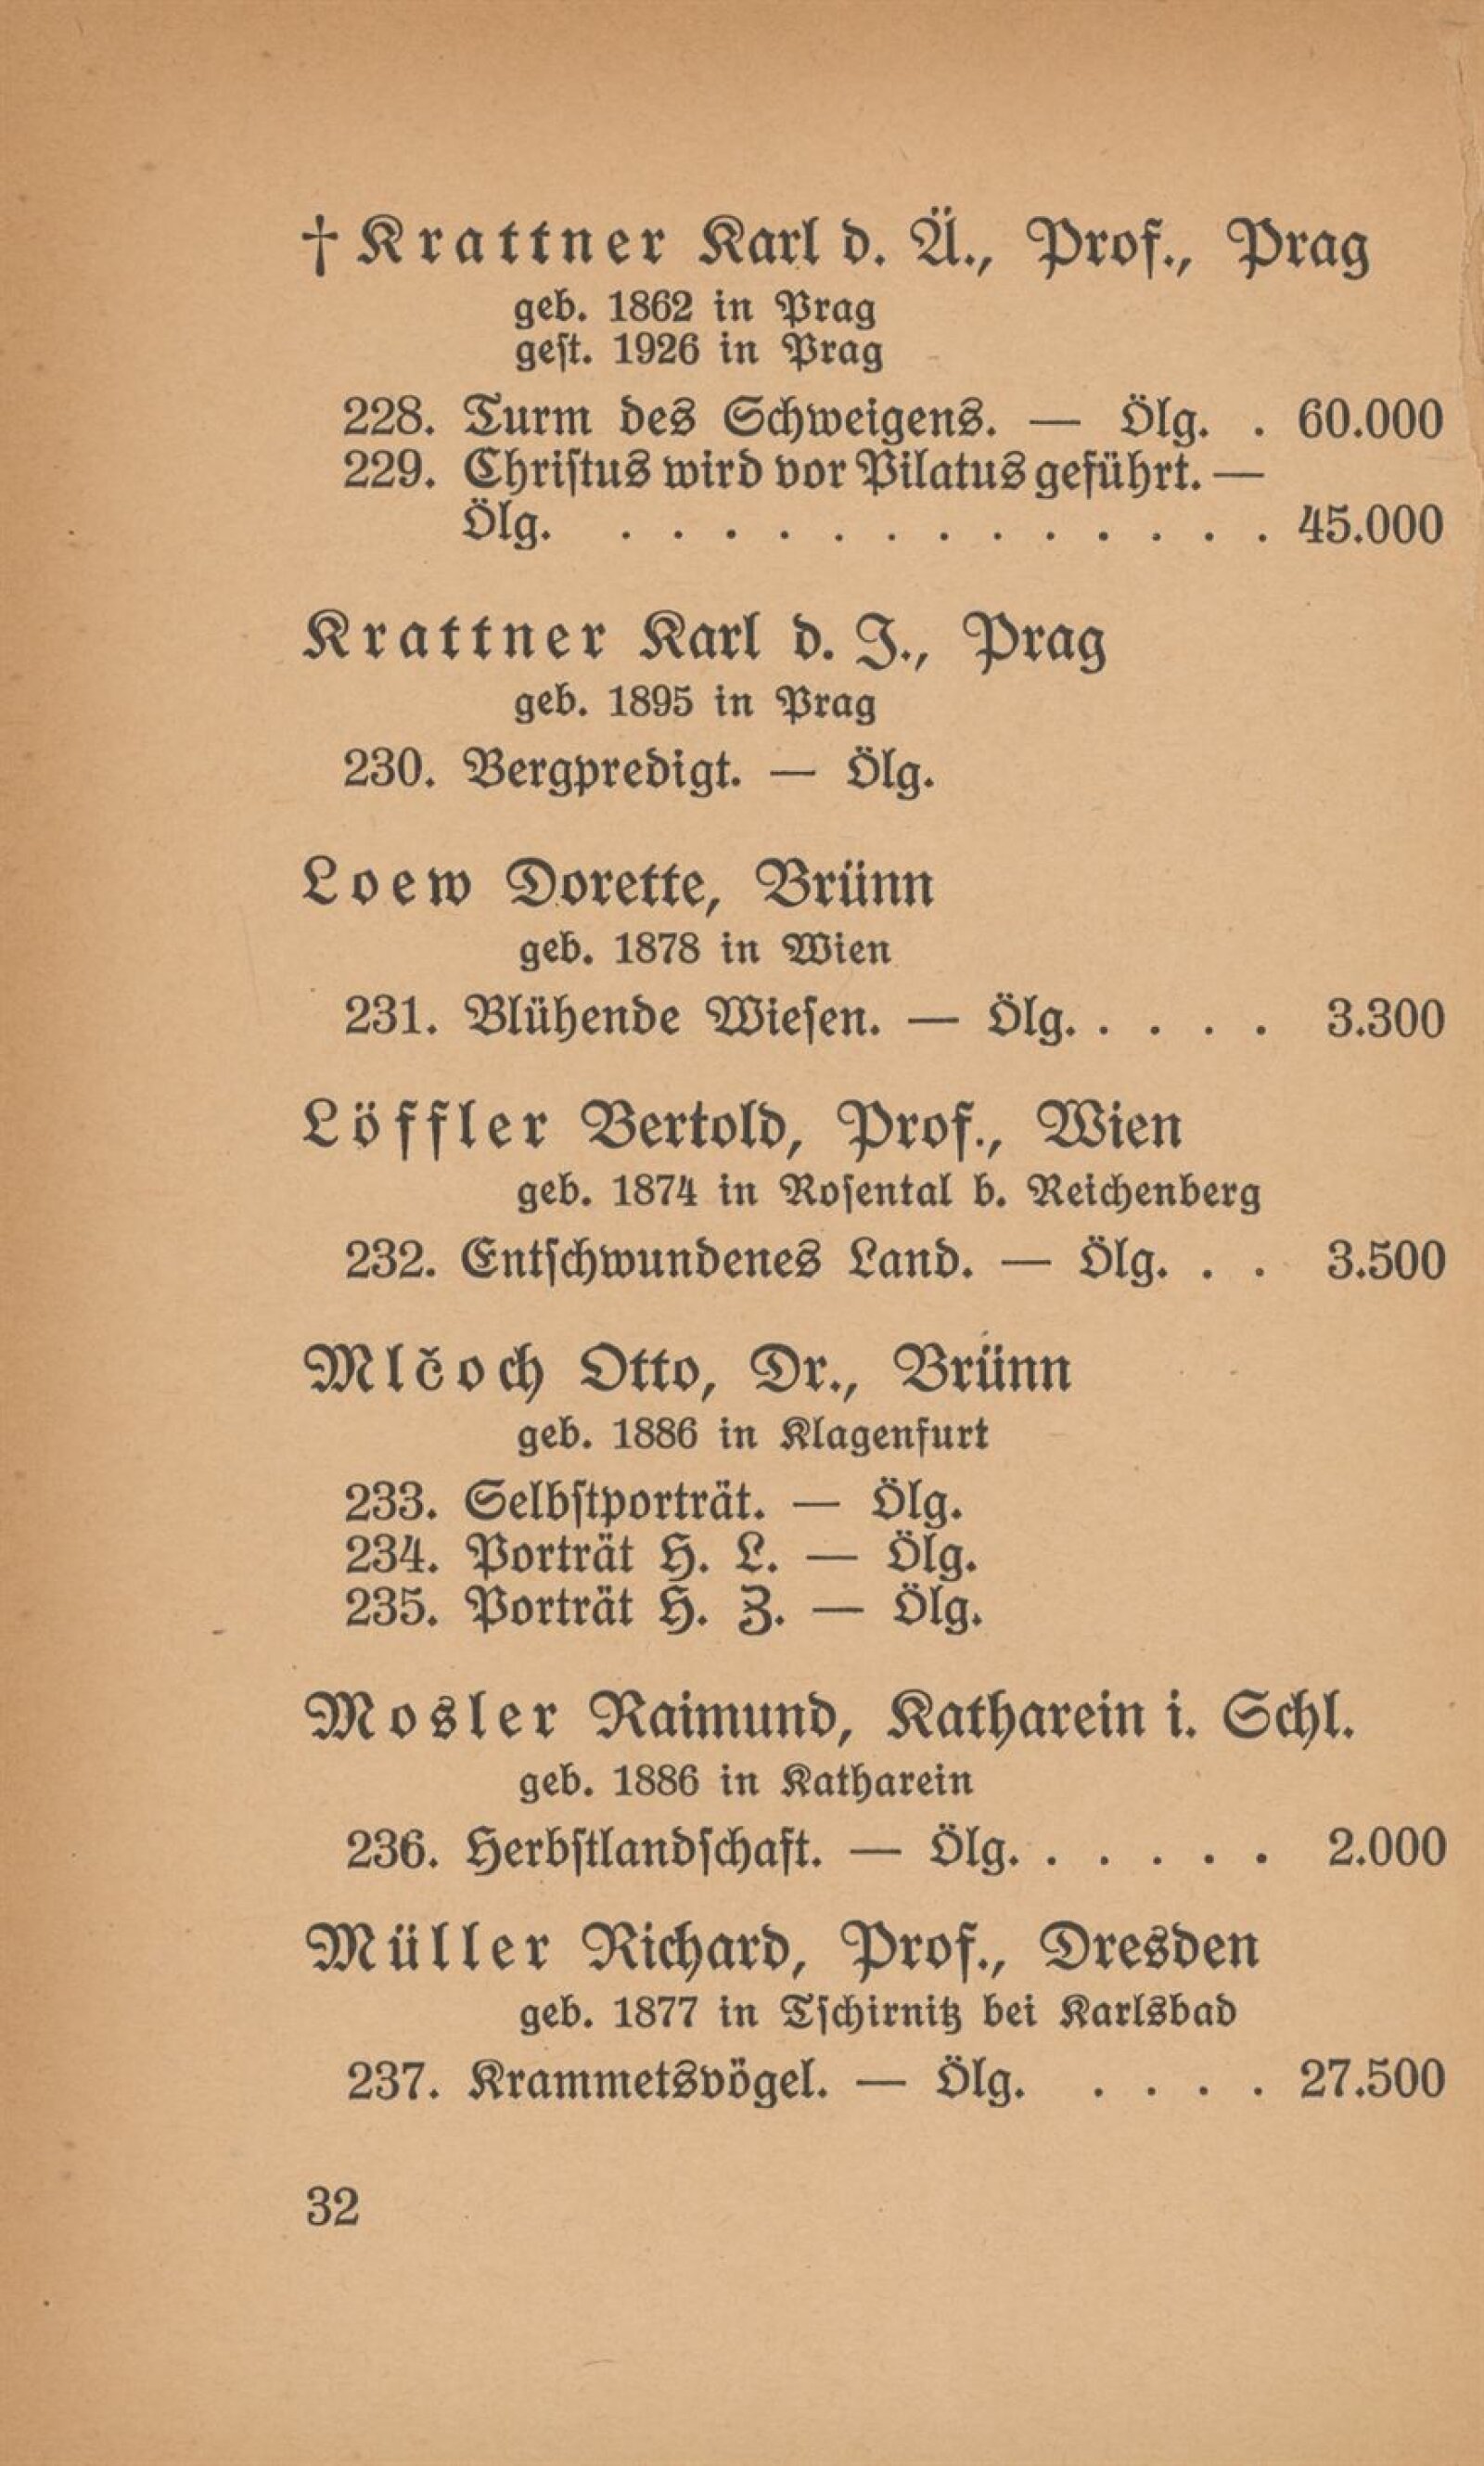 † Krattner Karl d. Ä., Prof., Prag
geb. 1862 in Prag
gest. 1926 in Prag
228. Turm des Schweigens. — Ölg. . 60.000
229. Christus wird vor Pilatus geführt. —
Ölg. . . . . . . . . . . . . . 45.000
Krattner Karl d. J., Prag
geb. 1895 in Prag
230. Bergpredigt. — Ölg.
Loew Dorette, Brünn
geb. 1878 in Wien
231. Blühende Wiesen. — Ölg. . . . . 3.300
Löffler Bertold, Prof., Wien
geb. 1874 in Rosental b. Reichenberg
232. Entschwundenes Land. — Ölg. . . 3.500
Mlčoch Otto, Dr., Brünn
geb. 1886 in Klagenfurt
233. Selbstporträt. — Ölg.
234. Porträt H. L. — Ölg.
235. Porträt H. Z. — Ölg.
Mosler Raimund, Katharein i. Schl.
geb. 1886 in Katharein
236. Herbstlandschaft. — Ölg. . . . . . 2.000
Müller Richard, Prof., Dresden
geb. 1877 in Tschirnitz bei Karlsbad
237. Krammetsvögel. — Ölg. . . . . 27.500
32